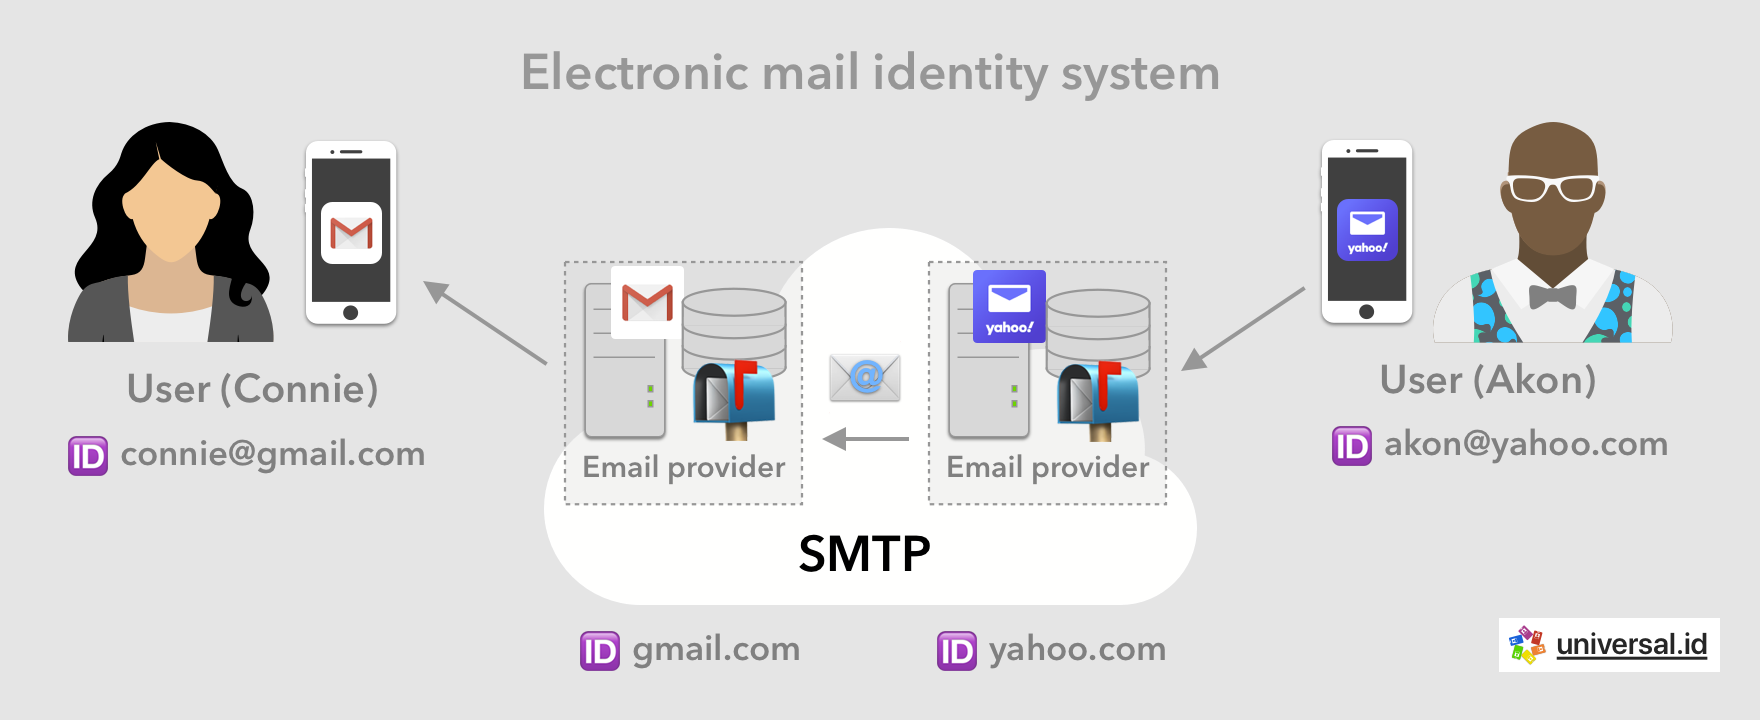 Electronic mail identity system
yahoo!
yahoo!
User (Connie)
ID connie@gmail.com
@
Email provider
Email provider
User (Akon)
ID akon@yahoo.com
SMTP
ID gmail.com
ID yahoo.com
universal.id